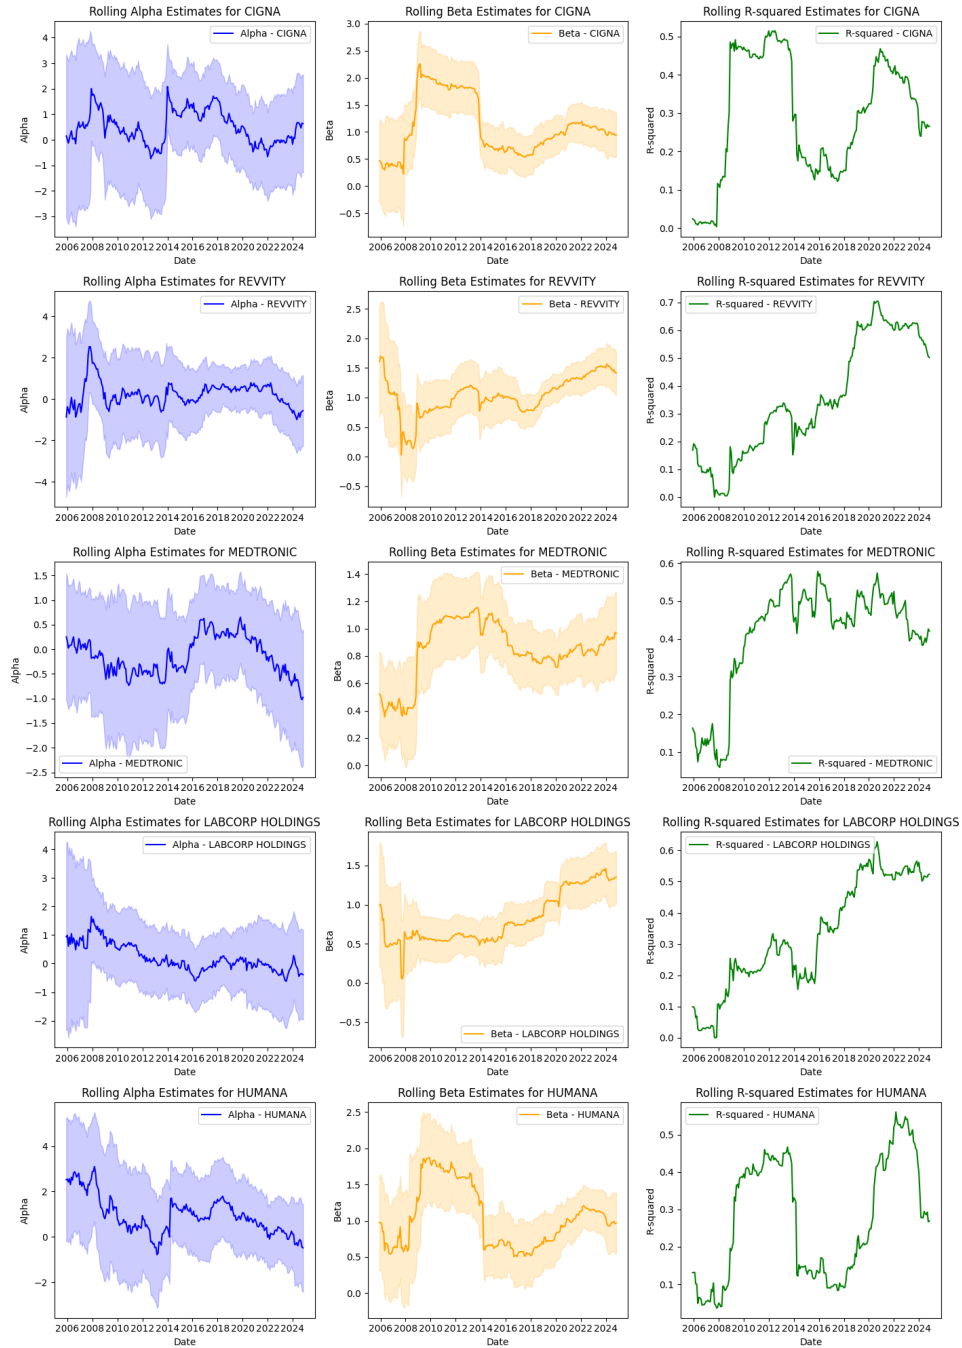 Rolling Alpha Estimates for CIGNA
Rolling Beta Estimates for CIGNA
Rolling R-squared Estimates for CIGNA
Alpha - CIGNA
Beta - CIGNA
R-squared - CIGNA
Alpha
4
3
2
1
0
−1
−2
−3
Beta
3.0
2.5
2.0
1.5
1.0
0.5
0.0
−0.5
R-squared
0.5
0.4
0.3
0.2
0.1
0.0
2006 2008 2010 2012 2014 2016 2018 2020 2022 2024
2006 2008 2010 2012 2014 2016 2018 2020 2022 2024
2006 2008 2010 2012 2014 2016 2018 2020 2022 2024
Date
Date
Date
Rolling Alpha Estimates for REVVITY
Rolling Beta Estimates for REVVITY
Rolling R-squared Estimates for REVVITY
Alpha - REVVITY
Beta - REVVITY
R-squared - REVVITY
Alpha
4
2
0
−2
−4
Beta
2.5
2.0
1.5
1.0
0.5
0.0
−0.5
R-squared
0.7
0.6
0.5
0.4
0.3
0.2
0.1
0.0
2006 2008 2010 2012 2014 2016 2018 2020 2022 2024
2006 2008 2010 2012 2014 2016 2018 2020 2022 2024
2006 2008 2010 2012 2014 2016 2018 2020 2022 2024
Date
Date
Date
Rolling Alpha Estimates for MEDTRONIC
Rolling Beta Estimates for MEDTRONIC
Rolling R-squared Estimates for MEDTRONIC
Alpha - MEDTRONIC
Beta - MEDTRONIC
R-squared - MEDTRONIC
Alpha
1.5
1.0
0.5
0.0
−0.5
−1.0
−1.5
−2.0
−2.5
Beta
1.4
1.2
1.0
0.8
0.6
0.4
0.2
0.0
R-squared
0.6
0.5
0.4
0.3
0.2
0.1
2006 2008 2010 2012 2014 2016 2018 2020 2022 2024
2006 2008 2010 2012 2014 2016 2018 2020 2022 2024
2006 2008 2010 2012 2014 2016 2018 2020 2022 2024
Date
Date
Date
Rolling Alpha Estimates for LABCORP HOLDINGS
Rolling Beta Estimates for LABCORP HOLDINGS
Rolling R-squared Estimates for LABCORP HOLDINGS
Alpha - LABCORP HOLDINGS
Beta - LABCORP HOLDINGS
R-squared - LABCORP HOLDINGS
Alpha
4
3
2
1
0
−1
−2
Beta
1.5
1.0
0.5
0.0
−0.5
R-squared
0.6
0.5
0.4
0.3
0.2
0.1
0.0
2006 2008 2010 2012 2014 2016 2018 2020 2022 2024
2006 2008 2010 2012 2014 2016 2018 2020 2022 2024
2006 2008 2010 2012 2014 2016 2018 2020 2022 2024
Date
Date
Date
Rolling Alpha Estimates for HUMANA
Rolling Beta Estimates for HUMANA
Rolling R-squared Estimates for HUMANA
Alpha - HUMANA
Beta - HUMANA
R-squared - HUMANA
Alpha
4
2
0
−2
Beta
2.5
2.0
1.5
1.0
0.5
0.0
R-squared
0.5
0.4
0.3
0.2
0.1
2006 2008 2010 2012 2014 2016 2018 2020 2022 2024
2006 2008 2010 2012 2014 2016 2018 2020 2022 2024
2006 2008 2010 2012 2014 2016 2018 2020 2022 2024
Date
Date
Date